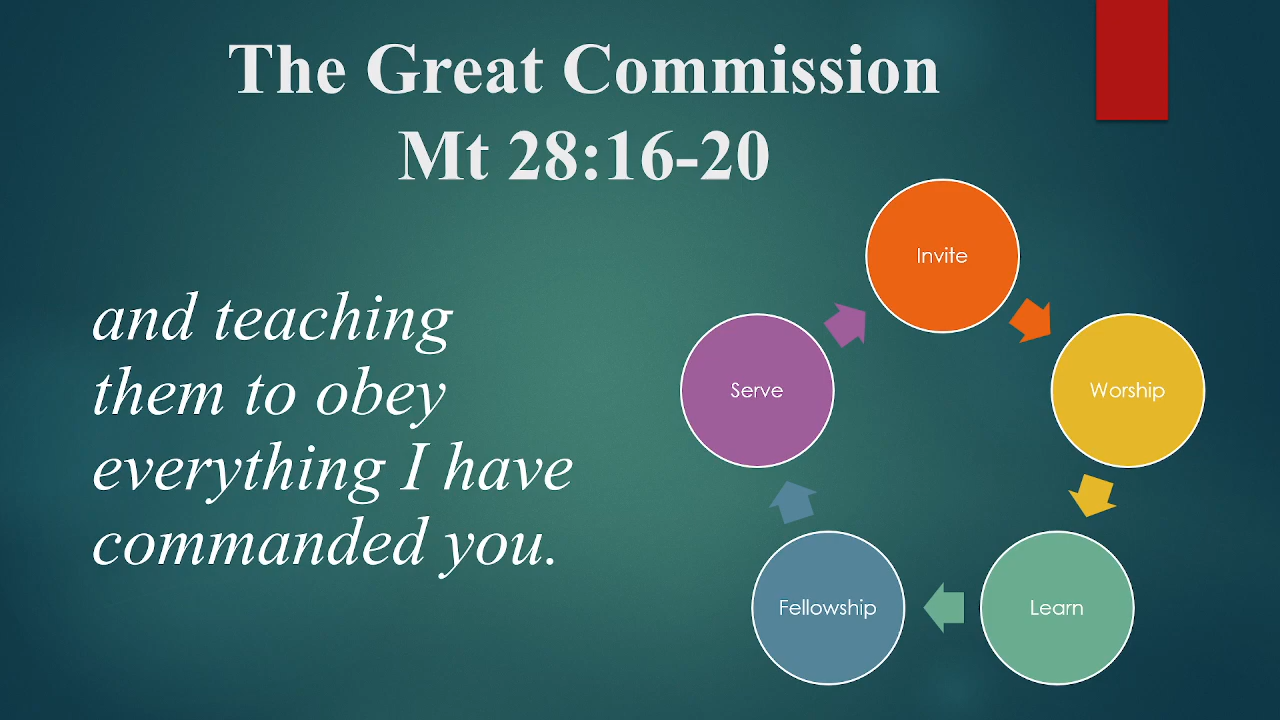 The Great Commission
Mt 28:16-20
and teaching
them to obey
everything I have
commanded you.
Invite
Worship
Learn
Fellowship
Serve